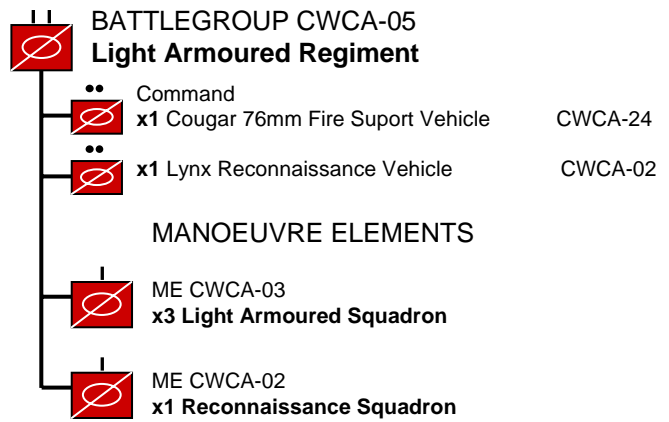 BATTLEGROUP CWCA-05
Light Armoured Regiment
Command
x1 Cougar 76mm Fire Suport Vehicle CWCA-24
x1 Lynx Reconnaissance Vehicle CWCA-02
MANOEUVRE ELEMENTS
ME CWCA-03
x3 Light Armoured Squadron
ME CWCA-02
x1 Reconnaissance Squadron